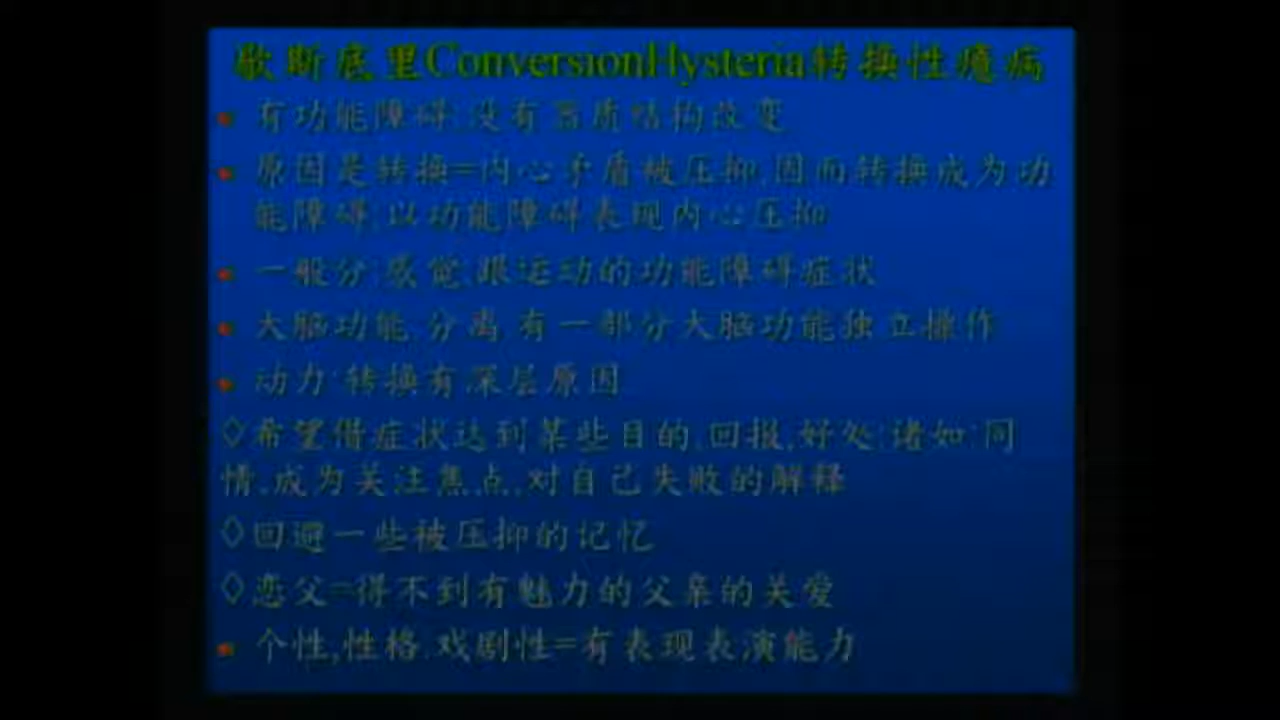 歇斯底里ConversionHysteria转换性癔病
有功能障碍,没有器质结构改变
原因是转换=内心矛盾被压抑,因而转换成为功
能障碍,以功能障碍表现内心压抑
一般分:感觉,跟运动的功能障碍症状
大脑功能,分离,有一部分大脑功能独立操作
动力:转换有深层原因
◊希望借症状达到某些目的,回报,好处;诸如:同
情,成为关注焦点,对自己失败的解释
◊回避一些被压抑的记忆
◊恋父=得不到有魅力的父亲的关爱
个性,性格.戏剧性=有表现表演能力